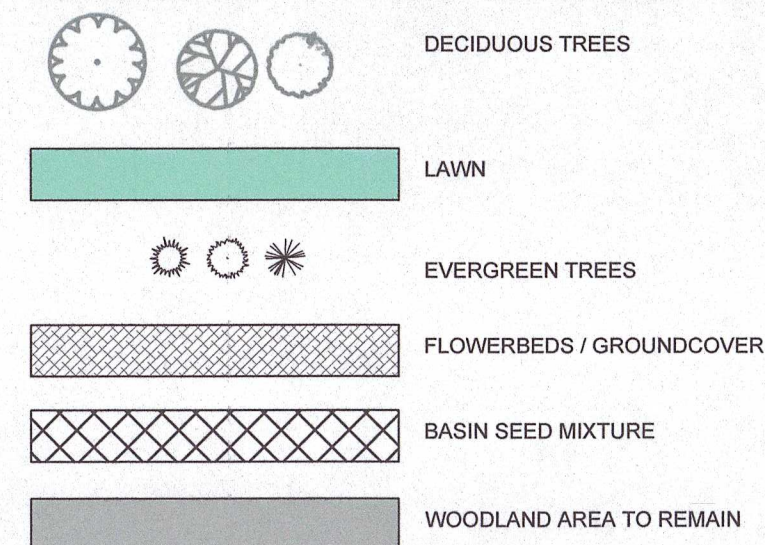 DECIDUOUS TREES
LAWN
EVERGREEN TREES
FLOWERBEDS / GROUNDCOVER
BASIN SEED MIXTURE
WOODLAND AREA TO REMAIN